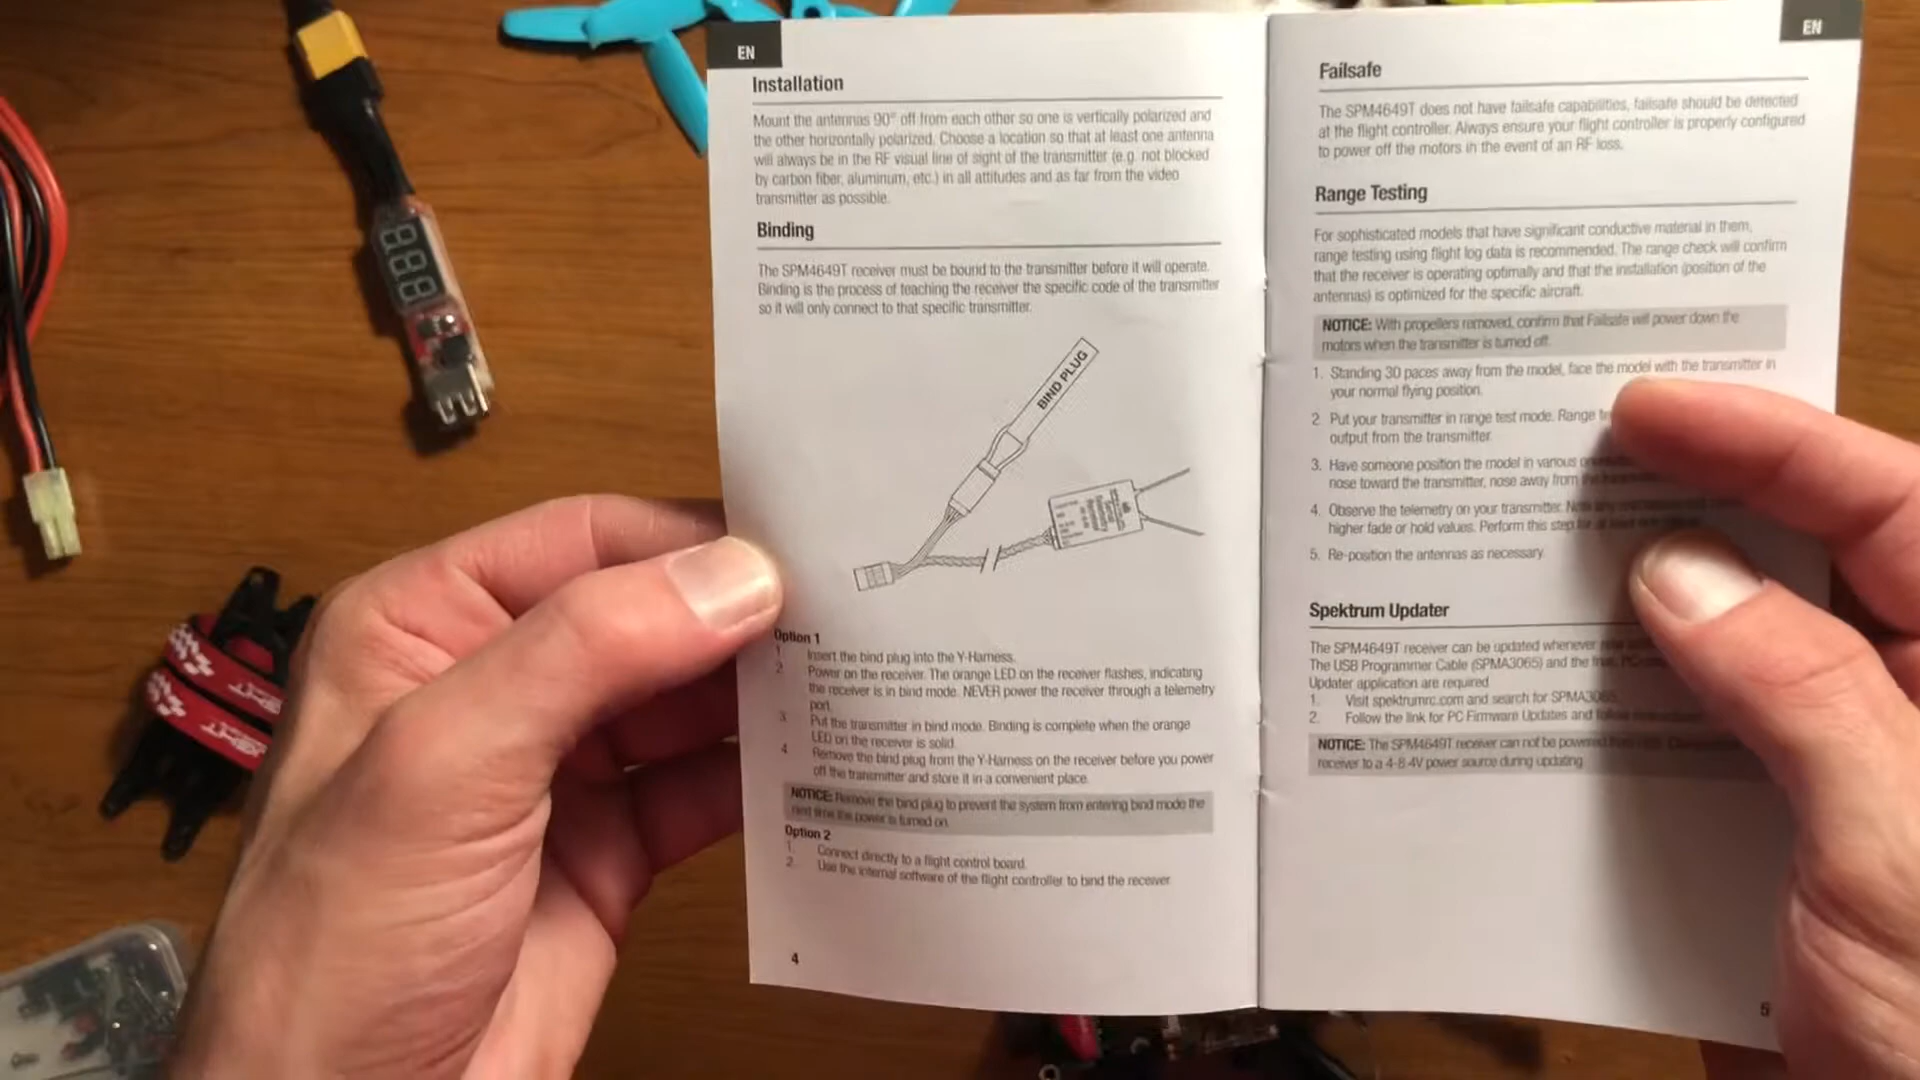 EN
Installation
Mount the antennas 90° off from each other so one is vertically polarized and
the other horizontally polarized. Choose a location so that at least one antenna
will always be in the RF visual line of sight of the transmitter (e.g. not blocked
by carbon fiber, aluminum, etc.) in all attitudes and as far from the video
transmitter as possible.
Binding
The SPM4649T receiver must be bound to the transmitter before it will operate.
Binding is the process of teaching the receiver the specific code of the transmitter
so it will only connect to that specific transmitter.
BIND PLUG
Option 1
1. Insert the bind plug into the Y-Harness.
2. Power on the receiver. The orange LED on the receiver flashes, indicating
the receiver is in bind mode. NEVER power the receiver through a telemetry
port.
3. Put the transmitter in bind mode. Binding is complete when the orange
LED on the receiver is solid.
4. Remove the bind plug from the Y-Harness on the receiver before you power
off the transmitter and store it in a convenient place.
NOTICE: Remove the bind plug to prevent the system from entering bind mode the
next time the power is turned on.
Option 2
1. Connect directly to a flight control board.
2. Use the internal software of the flight controller to bind the receiver
4
EN
Failsafe
The SPM4649T does not have failsafe capabilities, failsafe should be detected
at the flight controller. Always ensure your flight controller is properly configured
to power off the motors in the event of an RF loss.
Range Testing
For sophisticated models that have significant conductive material in them,
range testing using flight log data is recommended. The range check will confirm
that the receiver is operating optimally and that the installation (position of the
antennas) is optimized for the specific aircraft.
NOTICE: With propellers removed, confirm that Failsafe will power down the
motors when the transmitter is turned off.
1. Standing 30 paces away from the model, face the model with the transmitter in
your normal flying position.
2. Put your transmitter in range test mode. Range
output from the transmitter.
3. Have someone position the model in various
nose toward the transmitter, nose away from
4. Observe the telemetry on your transmitter.
higher fade or hold values. Perform this step
5. Re-position the antennas as necessary.
Spektrum Updater
The SPM4649T receiver can be updated whenever
The USB Programmer Cable (SPMA3065) and the
Updater application are required
1. Visit spektrumrc.com and search for SPMA3065.
2. Follow the link for PC Firmware Updates and
NOTICE: The SPM4649T receiver can not be powered
receiver to a 4-8.4V power source during updating
5